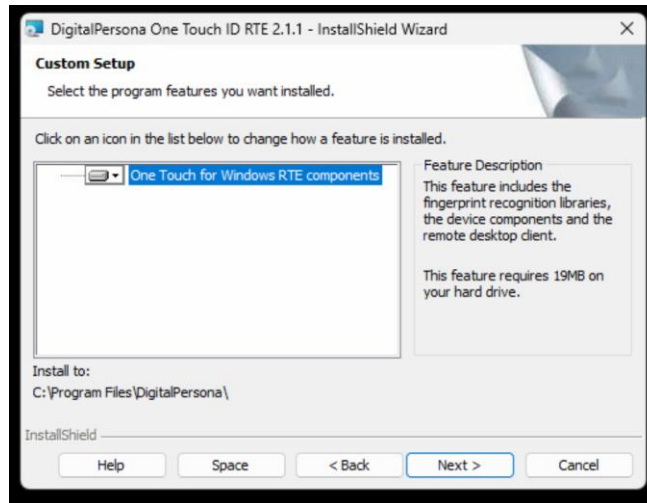 DigitalPersona One Touch ID RTE 2.1.1 - InstallShield Wizard
Custom Setup
Select the program features you want installed.
Click on an icon in the list below to change how a feature is installed.
One Touch for Windows RTE components
Feature Description
This feature includes the
fingerprint recognition libraries,
the device components and the
remote desktop client.
This feature requires 19MB on
your hard drive.
Install to:
C:\Program Files\DigitalPersona\
InstallShield
Help
Space
< Back
Next >
Cancel